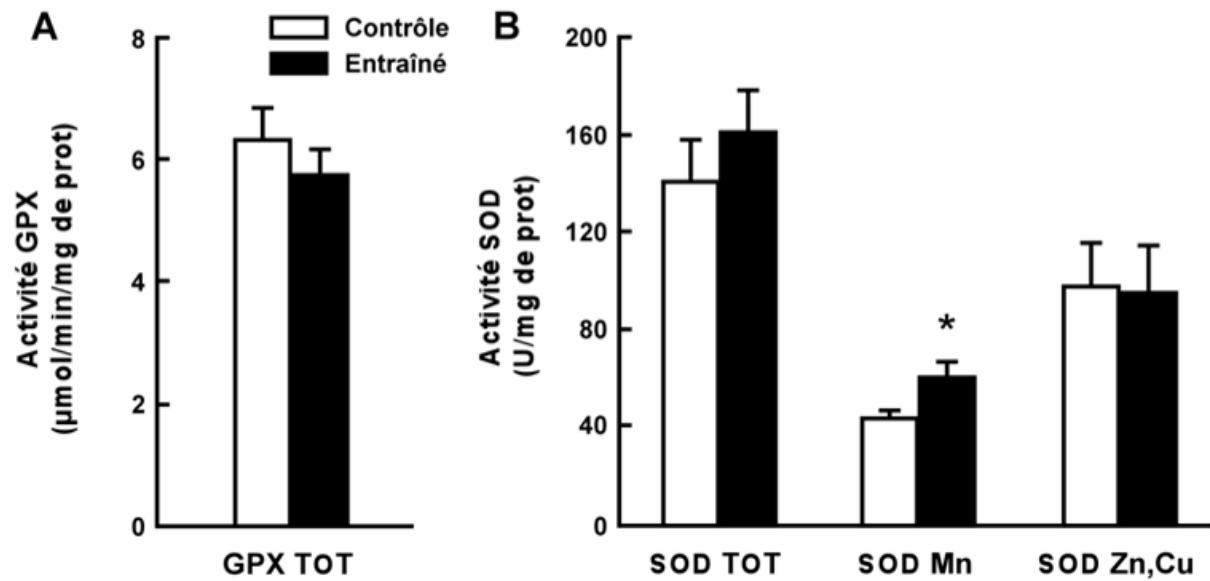 A
Contrôle
Entraîné
Activité GPX
(µmol/min/mg de prot)
8
6
4
2
0
GPX TOT
B
Activité SOD
(U/mg de prot)
200
160
120
80
40
0
*
SOD TOT
SOD Mn
SOD Zn,Cu